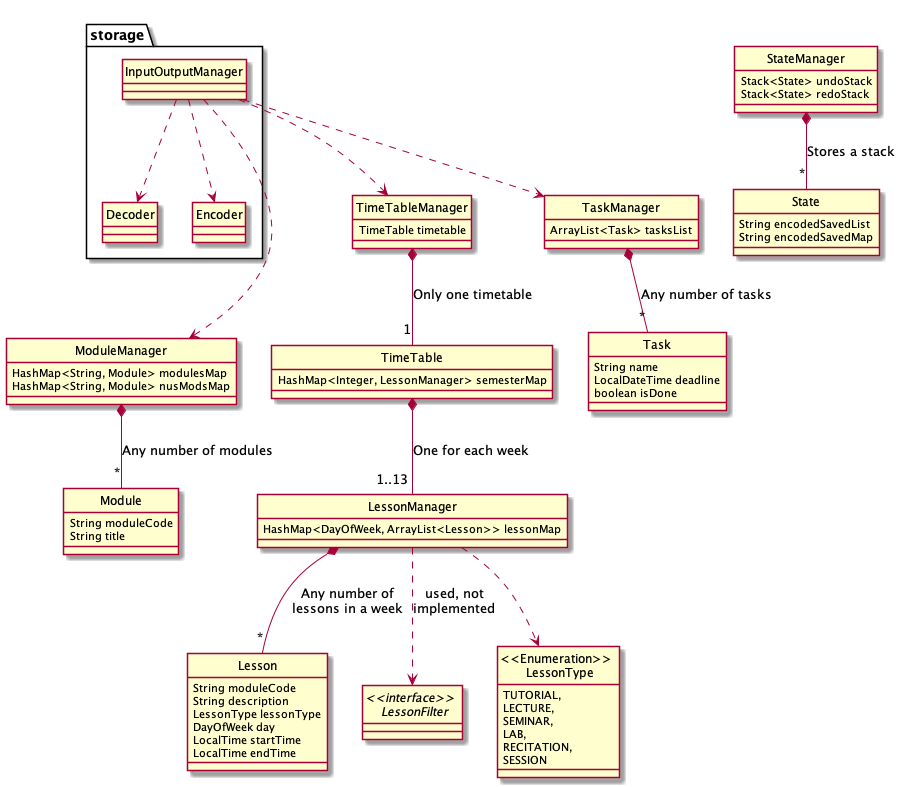 storage
InputOutputManager
Decoder
Encoder
StateManager
Stack<State> undoStack
Stack<State> redoStack
Stores a stack
*
State
String encodedSavedList
String encodedSavedMap
TimeTableManager
TimeTable timetable
TaskManager
ArrayList<Task> tasksList
Only one timetable
1
Any number of tasks
*
ModuleManager
HashMap<String, Module> modulesMap
HashMap<String, Module> nusModsMap
TimeTable
HashMap<Integer, LessonManager> semesterMap
Task
String name
LocalDateTime deadline
boolean isDone
Any number of modules
*
One for each week
1..13
Module
String moduleCode
String title
LessonManager
HashMap<DayOfWeek, ArrayList<Lesson>> lessonMap
Any number of
lessons in a week
*
used, not
implemented
Lesson
String moduleCode
String description
LessonType lessonType
DayOfWeek day
LocalTime startTime
LocalTime endTime
<<interface>>
LessonFilter
<<Enumeration>>
LessonType
TUTORIAL,
LECTURE,
SEMINAR,
LAB,
RECITATION,
SESSION